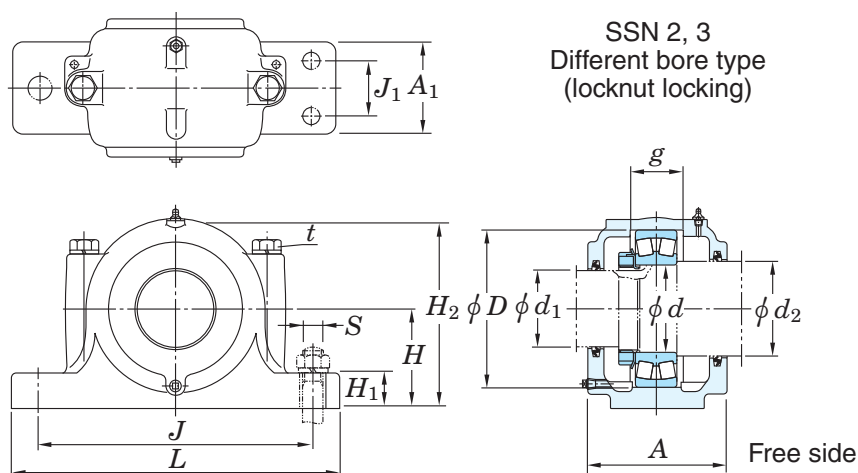 SSN 2, 3
Different bore type
(locknut locking)
J₁ A₁
g
t
H₂ φD φd₁ φd φd₂
S
H
H₁
J
L
A
Free side